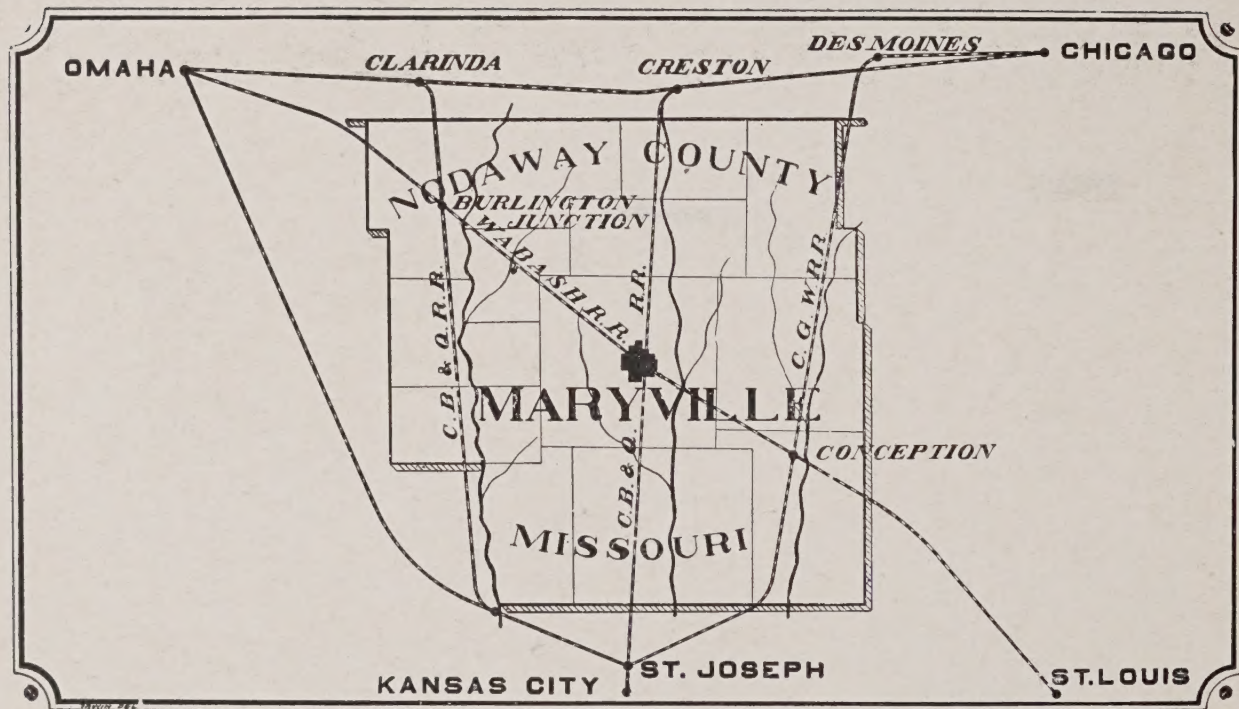 DES MOINES
CHICAGO
OMAHA
CLARINDA
CRESTON
NODAWAY COUNTY
BURLINGTON
JUNCTION
WABASH R.R.
C. B. & Q. R. R.
R.R.
C. G. W. R.R.
MARYVILLE
C.B. & Q.
CONCEPTION
MISSOURI
ST. JOSEPH
KANSAS CITY
ST. LOUIS